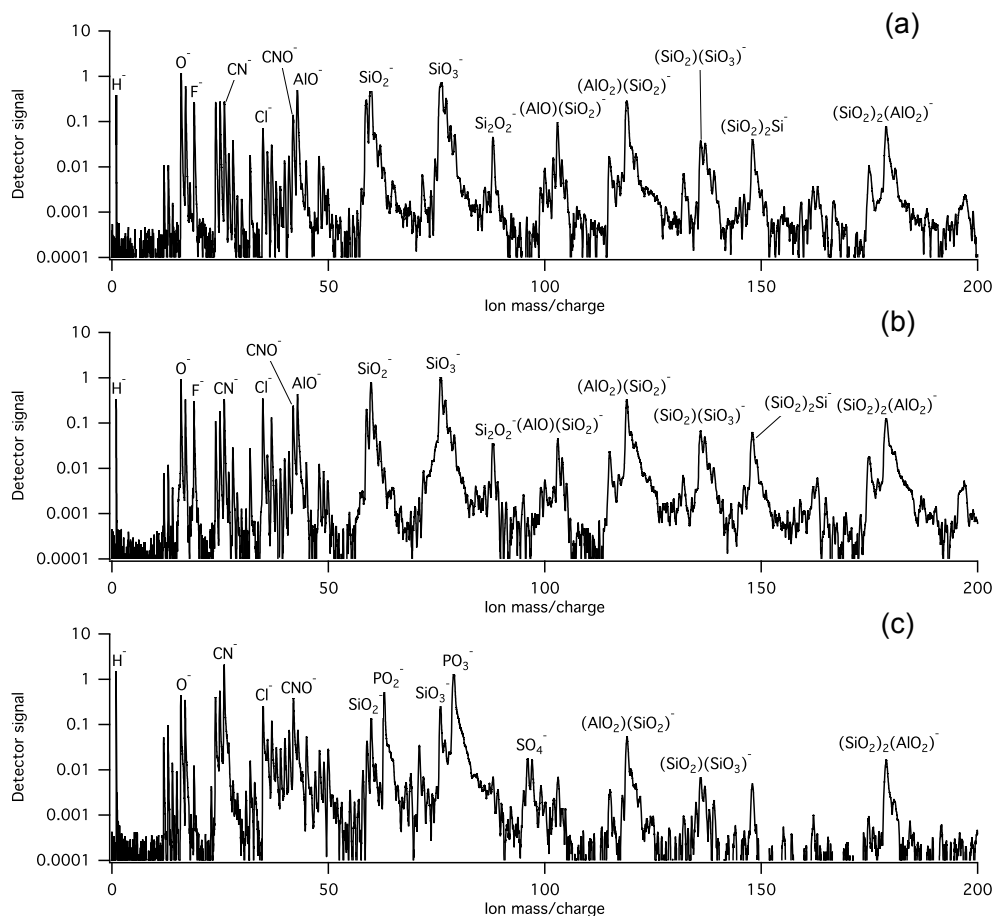 (a)
Detector signal
10
1
0.1
0.01
0.001
0.0001
H⁻
O⁻
F⁻
CN⁻
Cl⁻
CNO⁻
AlO⁻
SiO₂⁻
SiO₃⁻
Si₂O₂⁻
(AlO)(SiO₂)⁻
(AlO₂)(SiO₂)⁻
(SiO₂)(SiO₃)⁻
(SiO₂)₂Si⁻
(SiO₂)₂(AlO₂)⁻
0 50 100 150 200
Ion mass/charge
(b)
Detector signal
10
1
0.1
0.01
0.001
0.0001
H⁻
O⁻
F⁻
CN⁻
Cl⁻
CNO⁻
AlO⁻
SiO₂⁻
SiO₃⁻
Si₂O₂⁻
(AlO)(SiO₂)⁻
(AlO₂)(SiO₂)⁻
(SiO₂)(SiO₃)⁻
(SiO₂)₂Si⁻
(SiO₂)₂(AlO₂)⁻
0 50 100 150 200
Ion mass/charge
(c)
Detector signal
10
1
0.1
0.01
0.001
0.0001
H⁻
O⁻
CN⁻
Cl⁻
CNO⁻
SiO₂⁻
PO₂⁻
SiO₃⁻
PO₃⁻
SO₄⁻
(AlO₂)(SiO₂)⁻
(SiO₂)(SiO₃)⁻
(SiO₂)₂(AlO₂)⁻
0 50 100 150 200
Ion mass/charge